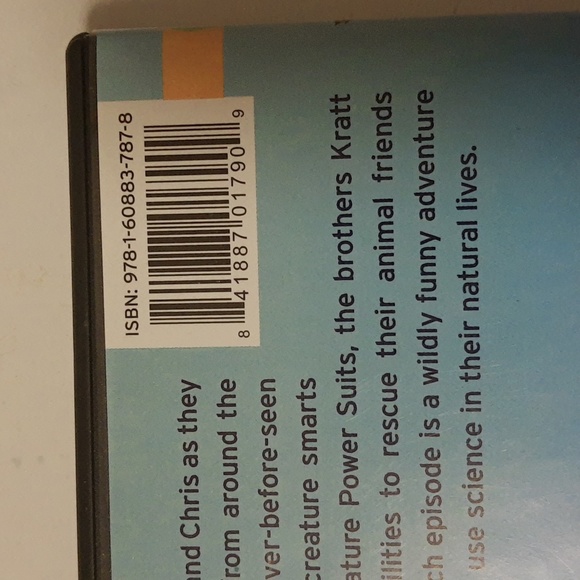 ISBN: 978-1-60883-787-8
8 41887 01790 9
and Chris as they
from around the
ver-before-seen
creature smarts
ature Power Suits, the brothers Kratt
ilities to rescue their animal friends
ch episode is a wildly funny adventure
use science in their natural lives.